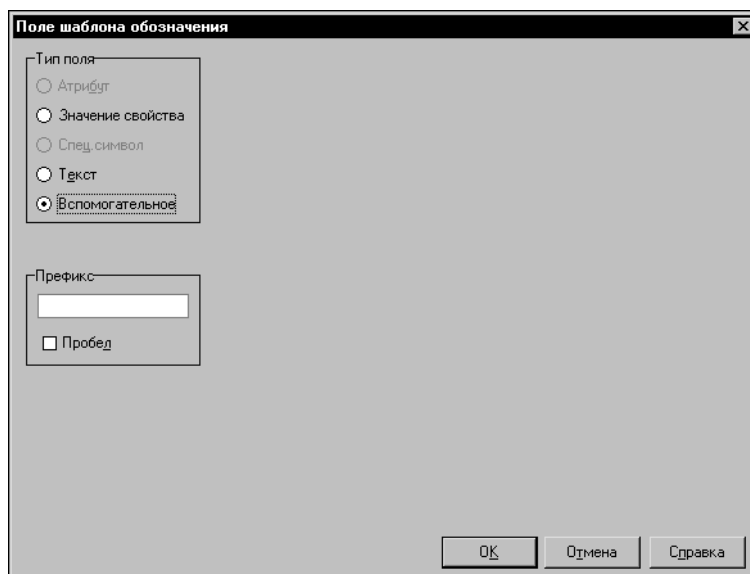 Поле шаблона обозначения
Тип поля
Атрибут
Значение свойства
Спец.символ
Текст
Вспомогательное
Префикс
Пробел
OK
Отмена
Справка